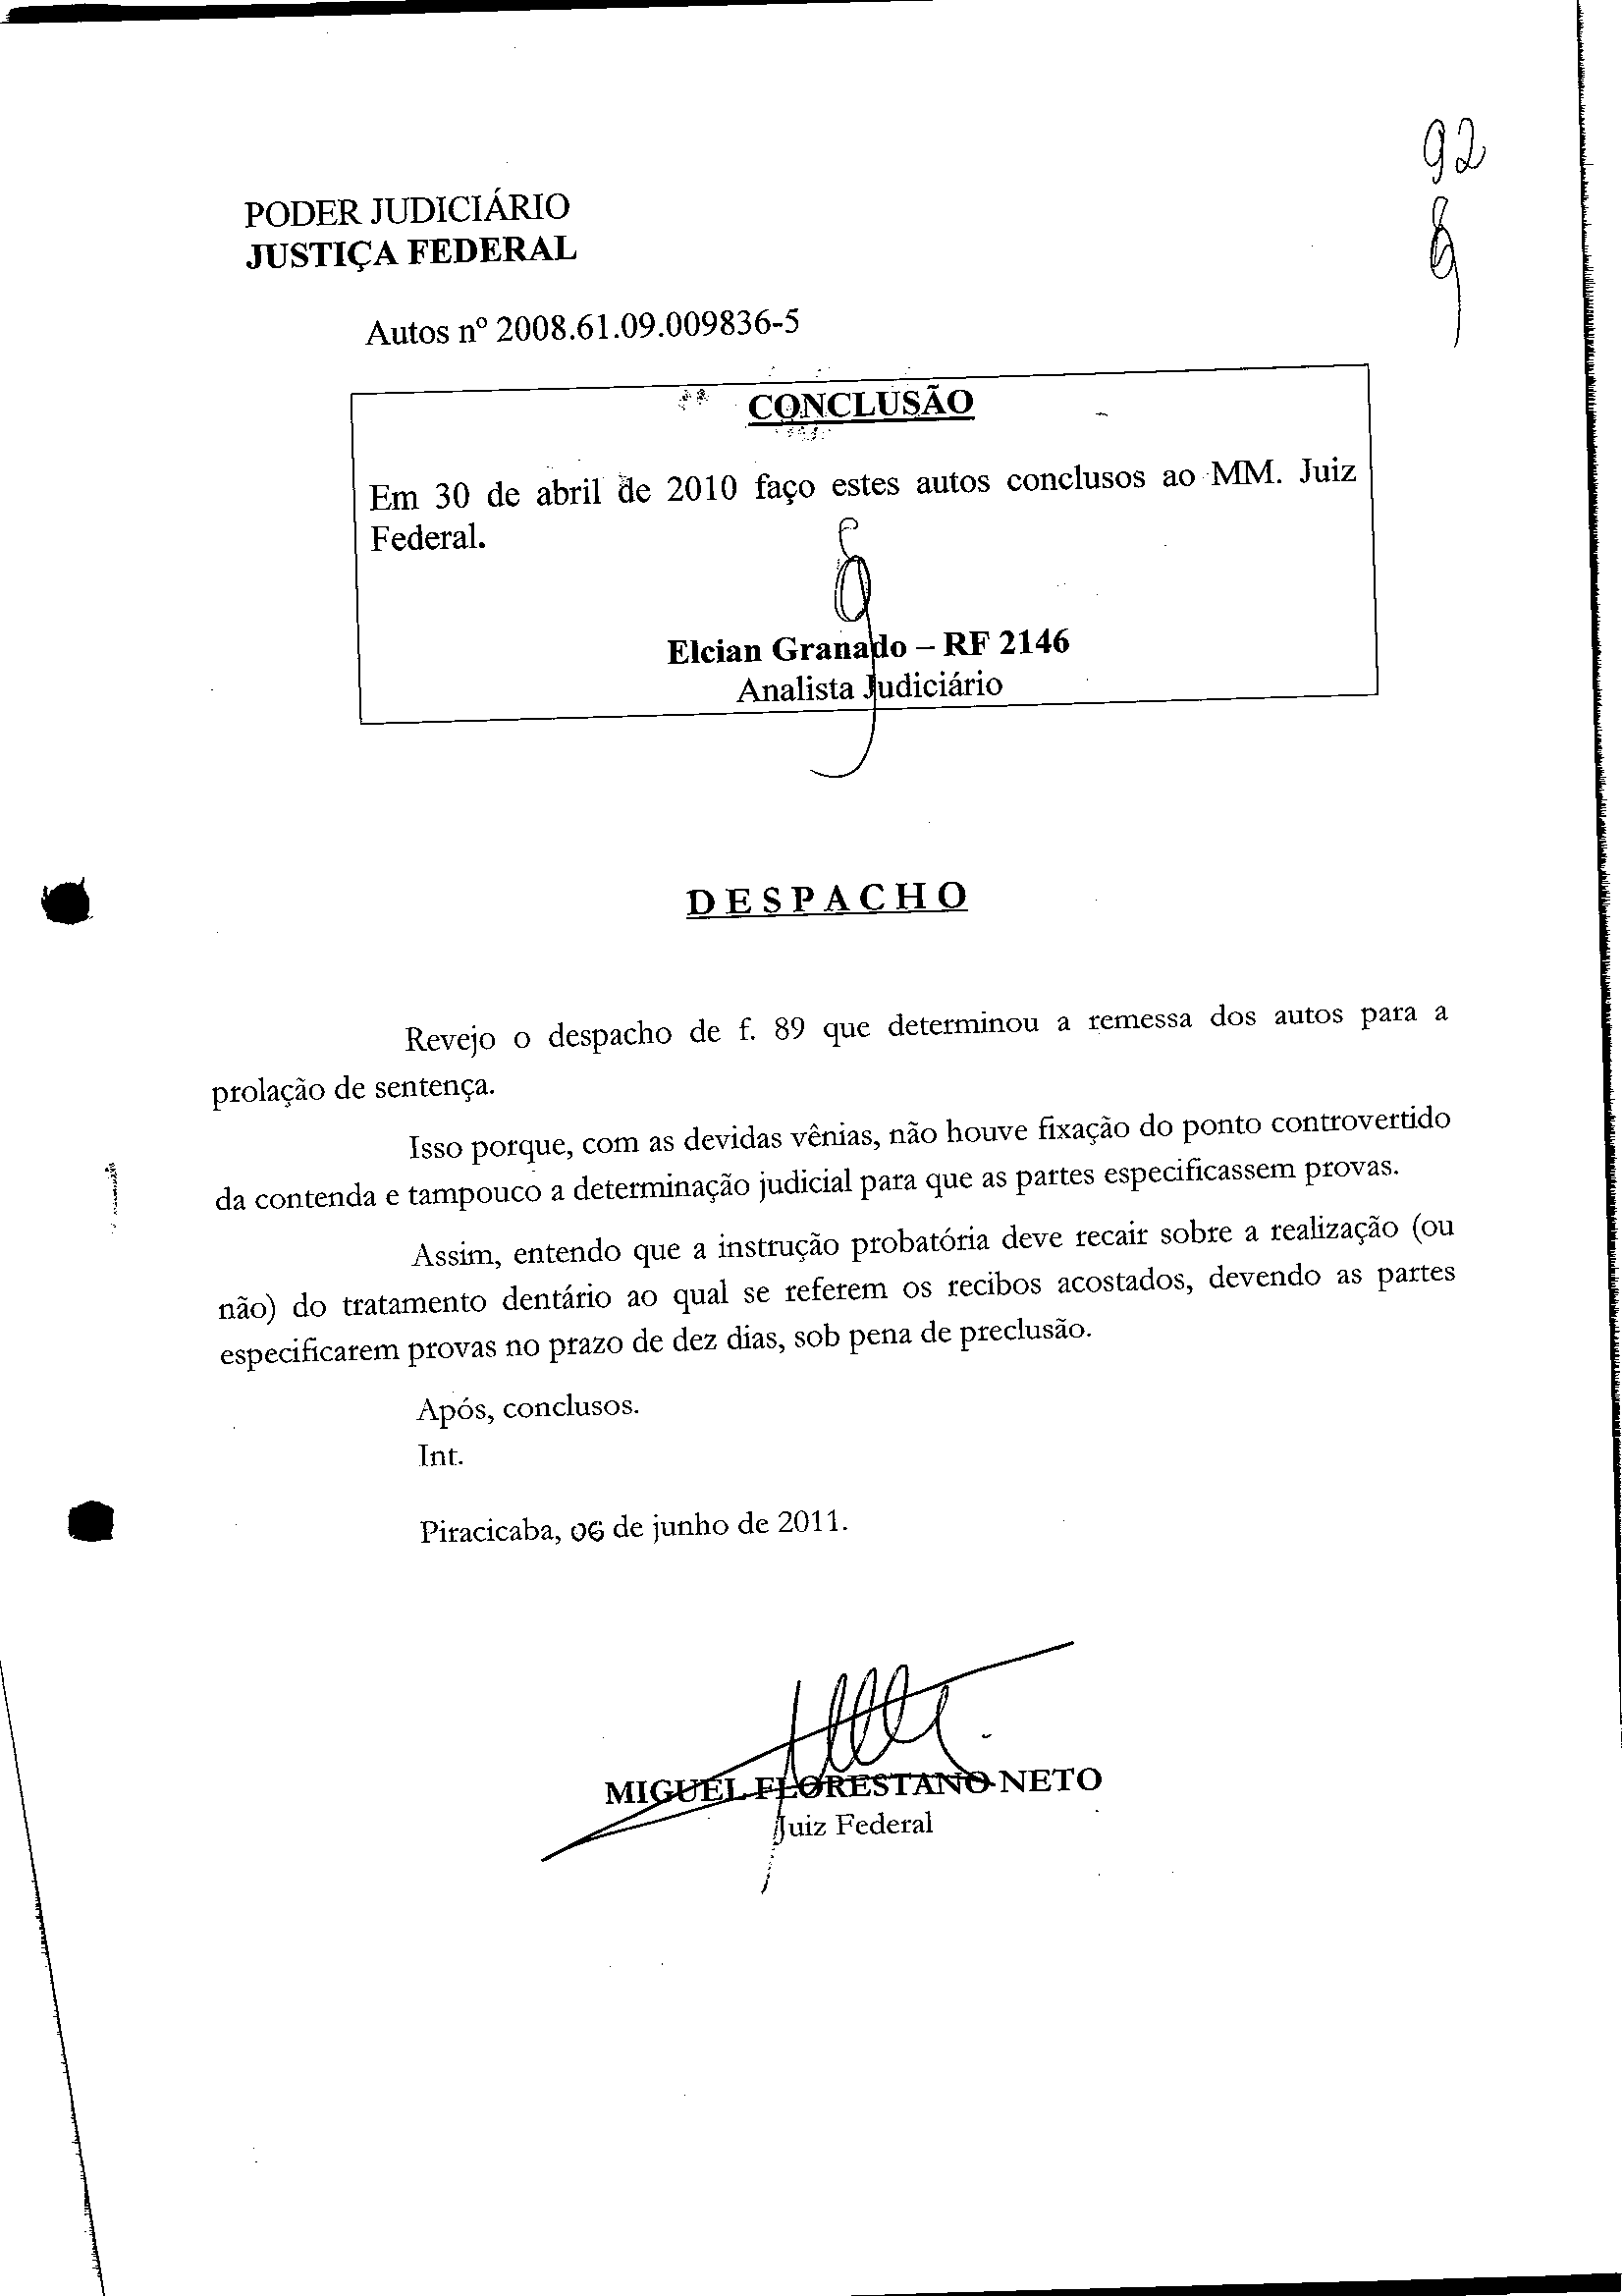 92
PODER JUDICIÁRIO
JUSTIÇA FEDERAL
Autos nº 2008.61.09.009836-5
CONCLUSÃO
Em 30 de abril de 2010 faço estes autos conclusos ao MM. Juiz
Federal.
Elcian Granado – RF 2146
Analista Judiciário
DESPACHO
Revejo o despacho de f. 89 que determinou a remessa dos autos para a
prolação de sentença.
Isso porque, com as devidas vênias, não houve fixação do ponto controvertido
da contenda e tampouco a determinação judicial para que as partes especificassem provas.
Assim, entendo que a instrução probatória deve recair sobre a realização (ou
não) do tratamento dentário ao qual se referem os recibos acostados, devendo as partes
especificarem provas no prazo de dez dias, sob pena de preclusão.
Após, conclusos.
Int.
Piracicaba, 06 de junho de 2011.
MIGUEL FLORESTANO NETO
Juiz Federal